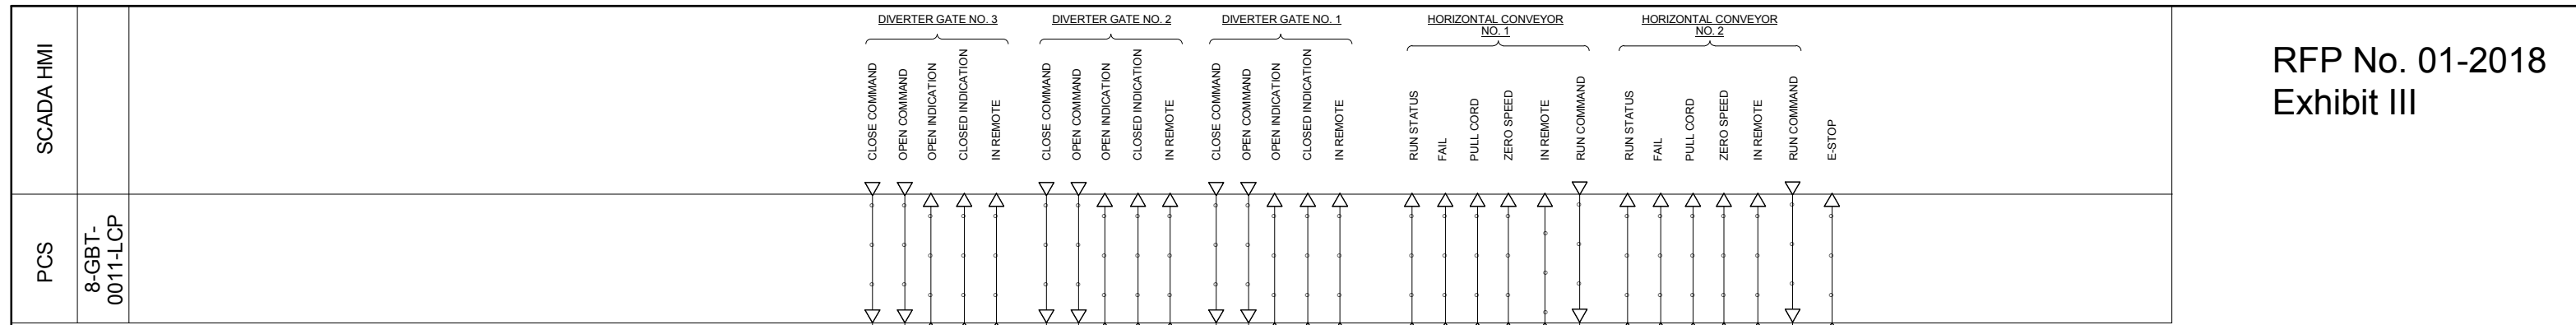 DIVERTER GATE NO. 3
DIVERTER GATE NO. 2
DIVERTER GATE NO. 1
HORIZONTAL CONVEYOR
NO. 1
HORIZONTAL CONVEYOR
NO. 2
RFP No. 01-2018
Exhibit III
SCADA HMI
CLOSE COMMAND
OPEN COMMAND
OPEN INDICATION
CLOSED INDICATION
IN REMOTE
CLOSE COMMAND
OPEN COMMAND
OPEN INDICATION
CLOSED INDICATION
IN REMOTE
CLOSE COMMAND
OPEN COMMAND
OPEN INDICATION
CLOSED INDICATION
IN REMOTE
RUN STATUS
FAIL
PULL CORD
ZERO SPEED
IN REMOTE
RUN COMMAND
RUN STATUS
FAIL
PULL CORD
ZERO SPEED
IN REMOTE
RUN COMMAND
E-STOP
PCS
8-GBT-
0011-LCP